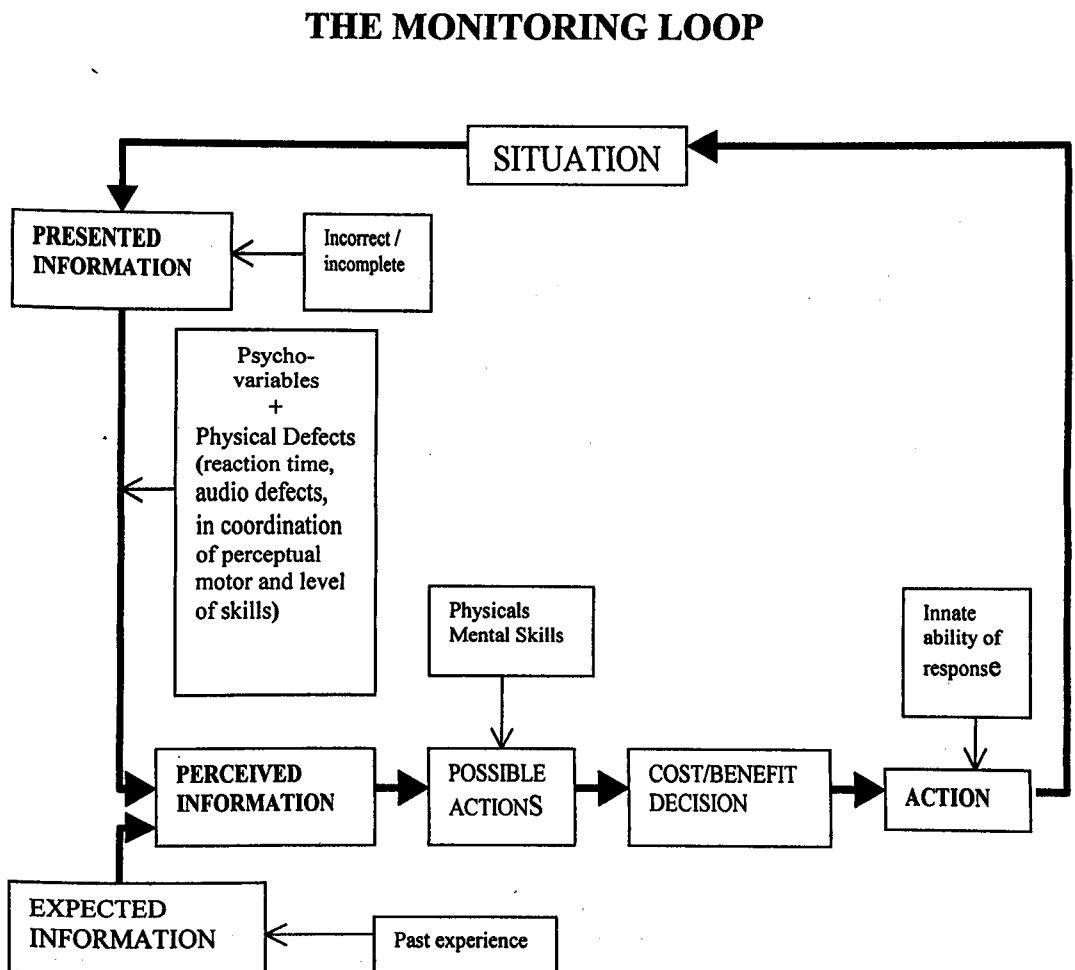 THE MONITORING LOOP
SITUATION
PRESENTED
INFORMATION
Incorrect /
incomplete
Psycho-
variables
+
Physical Defects
(reaction time,
audio defects,
in coordination
of perceptual
motor and level
of skills)
Physicals
Mental Skills
Innate
ability of
response
PERCEIVED
INFORMATION
POSSIBLE
ACTIONS
COST/BENEFIT
DECISION
ACTION
EXPECTED
INFORMATION
Past experience